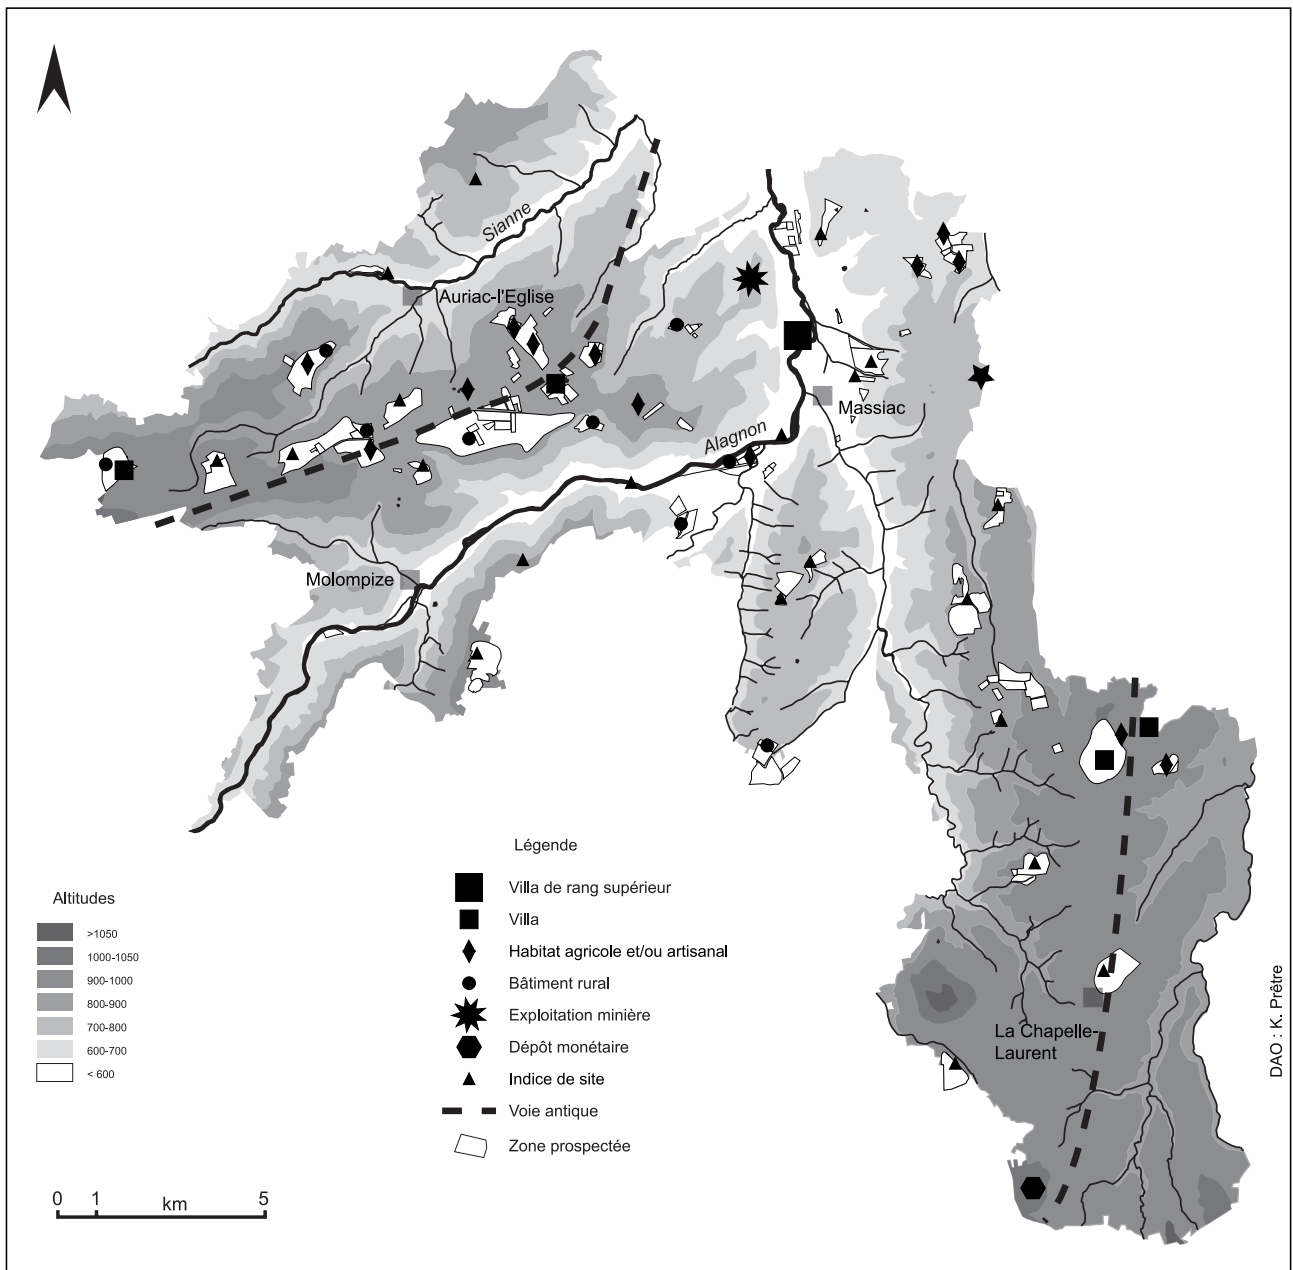 Sianne
Auriac-l'Eglise
Massiac
Alagnon
Molompize
La Chapelle-
Laurent
Légende
Villa de rang supérieur
Villa
Habitat agricole et/ou artisanal
Bâtiment rural
Exploitation minière
Dépôt monétaire
Indice de site
Voie antique
Zone prospectée
Altitudes
>1050
1000-1050
900-1000
800-900
700-800
600-700
< 600
0 1 km 5
DAO : K. Prêtre